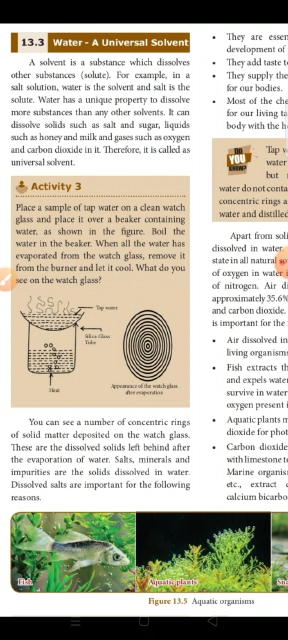 13.3 Water - A Universal Solvent
A solvent is a substance which dissolves
other substances (solute). For example, in a
salt solution, water is the solvent and salt is the
solute. Water has a unique property to dissolve
more substances than any other solvents. It can
dissolve solids such as salt and sugar, liquids
such as honey and milk and gases such as oxygen
and carbon dioxide in it. Therefore, it is called as
universal solvent.
Activity 3
Place a sample of tap water on a clean watch
glass and place it over a beaker containing
water, as shown in the figure. Boil the
water in the beaker. When all the water has
evaporated from the watch glass, remove it
from the burner and let it cool. What do you
see on the watch glass?
Tap water
Silica Glass
Tube
Heat
Appearance of the watch glass
after evaporation
You can see a number of concentric rings
of solid matter deposited on the watch glass.
These are the dissolved solids left behind after
the evaporation of water. Salts, minerals and
impurities are the solids dissolved in water.
Dissolved salts are important for the following
reasons.
• They are essen
development of
• They add taste to
• They supply the
for our bodies.
• Most of the che
for our living ta
body with the h
DO
YOU
KNOW?
Tap v
water
but
water do not conta
concentric rings a
water and distilled
Apart from soli
dissolved in water.
state in all natural so
of oxygen in water i
of nitrogen. Air di
approximately 35.6%
and carbon dioxide.
is important for the
• Air dissolved in
living organisms
• Fish extracts th
and expels water
survive in water
oxygen present i
• Aquatic plants m
dioxide for phot
• Carbon dioxide
with limestone to
Marine organism
etc., extract c
calcium bicarbo
Fish
Aquatic plants
Sna
Figure 13.5 Aquatic organisms